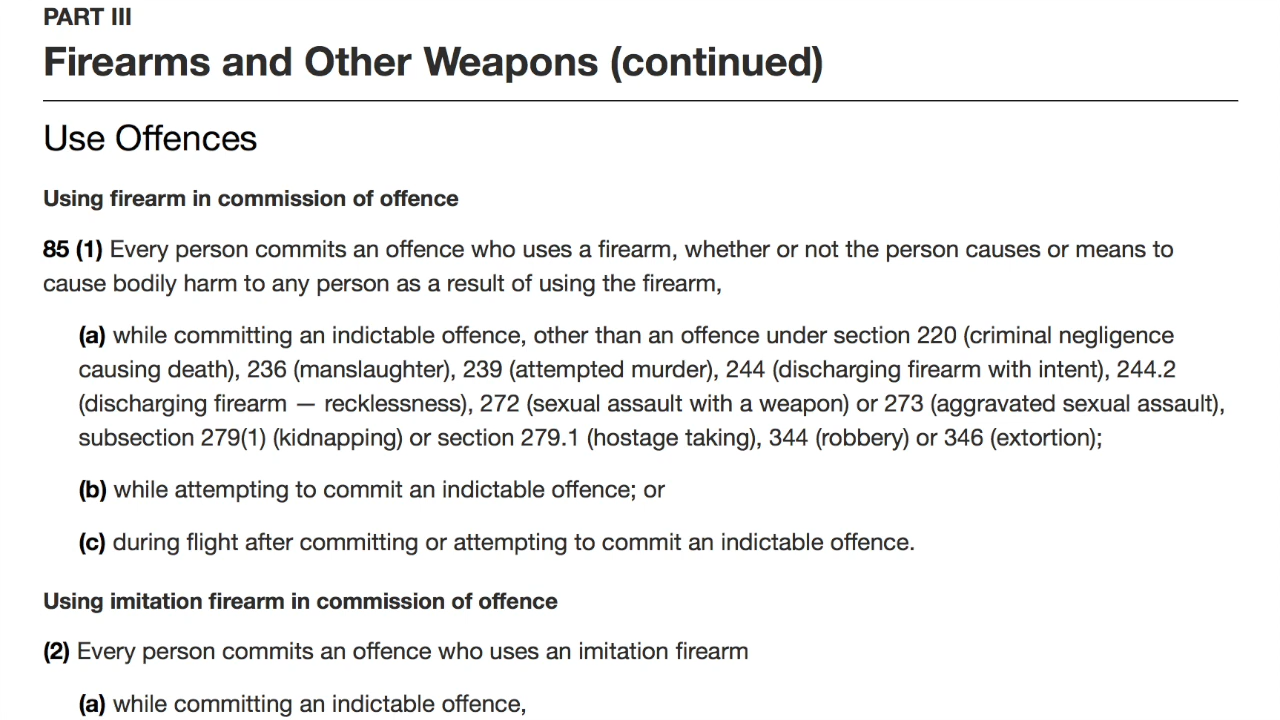 PART III
Firearms and Other Weapons (continued)
Use Offences
Using firearm in commission of offence
85 (1) Every person commits an offence who uses a firearm, whether or not the person causes or means to
cause bodily harm to any person as a result of using the firearm,
(a) while committing an indictable offence, other than an offence under section 220 (criminal negligence
causing death), 236 (manslaughter), 239 (attempted murder), 244 (discharging firearm with intent), 244.2
(discharging firearm — recklessness), 272 (sexual assault with a weapon) or 273 (aggravated sexual assault),
subsection 279(1) (kidnapping) or section 279.1 (hostage taking), 344 (robbery) or 346 (extortion);
(b) while attempting to commit an indictable offence; or
(c) during flight after committing or attempting to commit an indictable offence.
Using imitation firearm in commission of offence
(2) Every person commits an offence who uses an imitation firearm
(a) while committing an indictable offence,